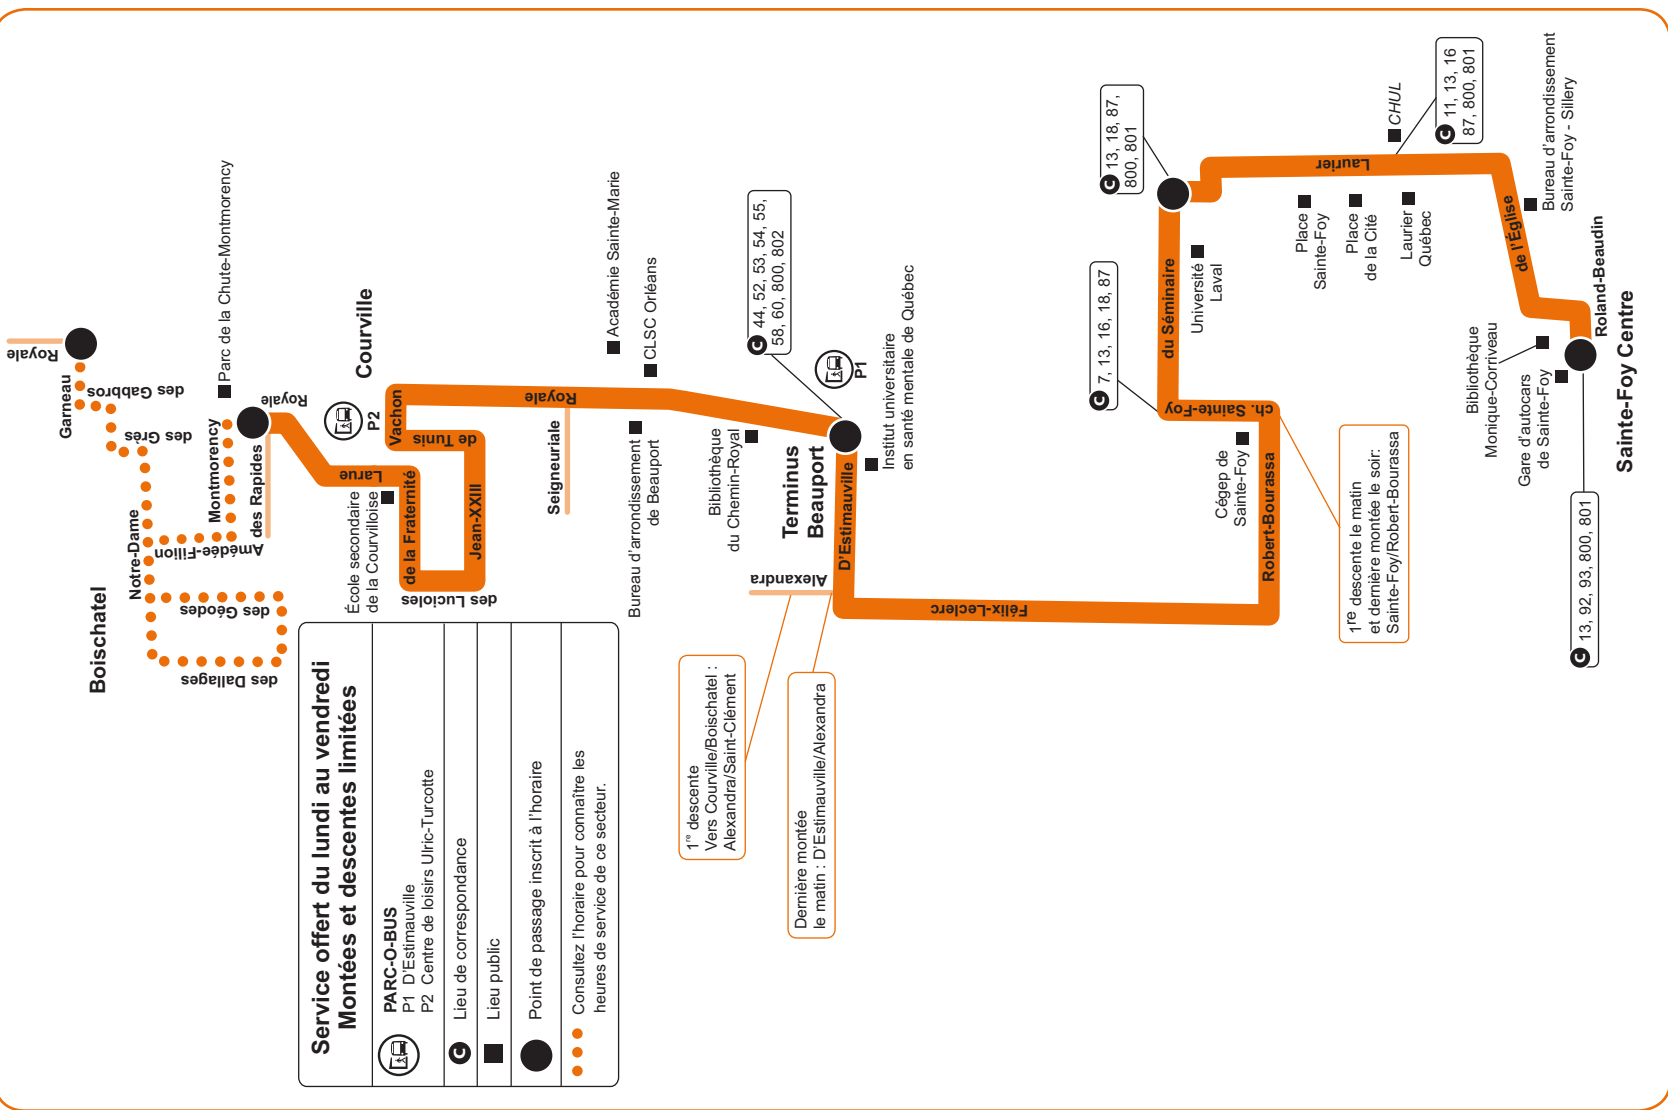 Boischatel
Royale
Garneau
des Gabbros
des Grès
Notre-Dame
Amédée-Filion
Montmorency
des Géodes
des Dallages
des Rapides
Royale
Parc de la Chute-Montmorency
Courville
P2
Larue
École secondaire
de la Courvilloise
de la Fraternité
des Lucioles
Jean-XXIII
de Tunis
Vachon
Royale
Seigneuriale
Académie Sainte-Marie
CLSC Orléans
Bureau d'arrondissement
de Beauport
Bibliothèque
du Chemin-Royal
C 44, 52, 53, 54, 55,
58, 60, 800, 802
P1
Terminus
Beauport
Institut universitaire
en santé mentale de Québec
D'Estimauville
Alexandra
Félix-Leclerc
1re descente
Vers Courville/Boischatel :
Alexandra/Saint-Clément
Dernière montée
le matin : D'Estimauville/Alexandra
Robert-Bourassa
1re descente le matin
et dernière montée le soir:
Sainte-Foy/Robert-Bourassa
Cégep de
Sainte-Foy
ch. Sainte-Foy
C 7, 13, 16, 18, 87
du Séminaire
Université
Laval
C 13, 18, 87,
800, 801
Laurier
CHUL
C 11, 13, 16
87, 800, 801
Place
Sainte-Foy
Place
de la Cité
Laurier
Québec
de l'Église
Bureau d'arrondissement
Sainte-Foy - Sillery
Roland-Beaudin
Bibliothèque
Monique-Corriveau
Gare d'autocars
de Sainte-Foy
Sainte-Foy Centre
C 13, 92, 93, 800, 801
Service offert du lundi au vendredi
Montées et descentes limitées
PARC-O-BUS
P1 D'Estimauville
P2 Centre de loisirs Ulric-Turcotte
C Lieu de correspondance
Lieu public
Point de passage inscrit à l'horaire
Consultez l'horaire pour connaître les
heures de service de ce secteur.